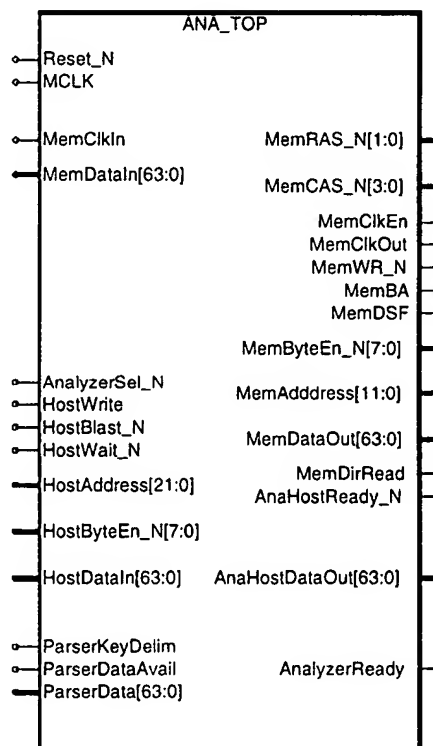 ANA_TOP
Reset_N
MCLK
MemClkIn
MemDataIn[63:0]
MemRAS_N[1:0]
MemCAS_N[3:0]
MemClkEn
MemClkOut
MemWR_N
MemBA
MemDSF
MemByteEn_N[7:0]
AnalyzerSel_N
HostWrite
HostBlast_N
HostWait_N
HostAddress[21:0]
HostByteEn_N[7:0]
HostDataIn[63:0]
MemAdddress[11:0]
MemDataOut[63:0]
MemDirRead
AnaHostReady_N
AnaHostDataOut[63:0]
ParserKeyDelim
ParserDataAvail
ParserData[63:0]
AnalyzerReady